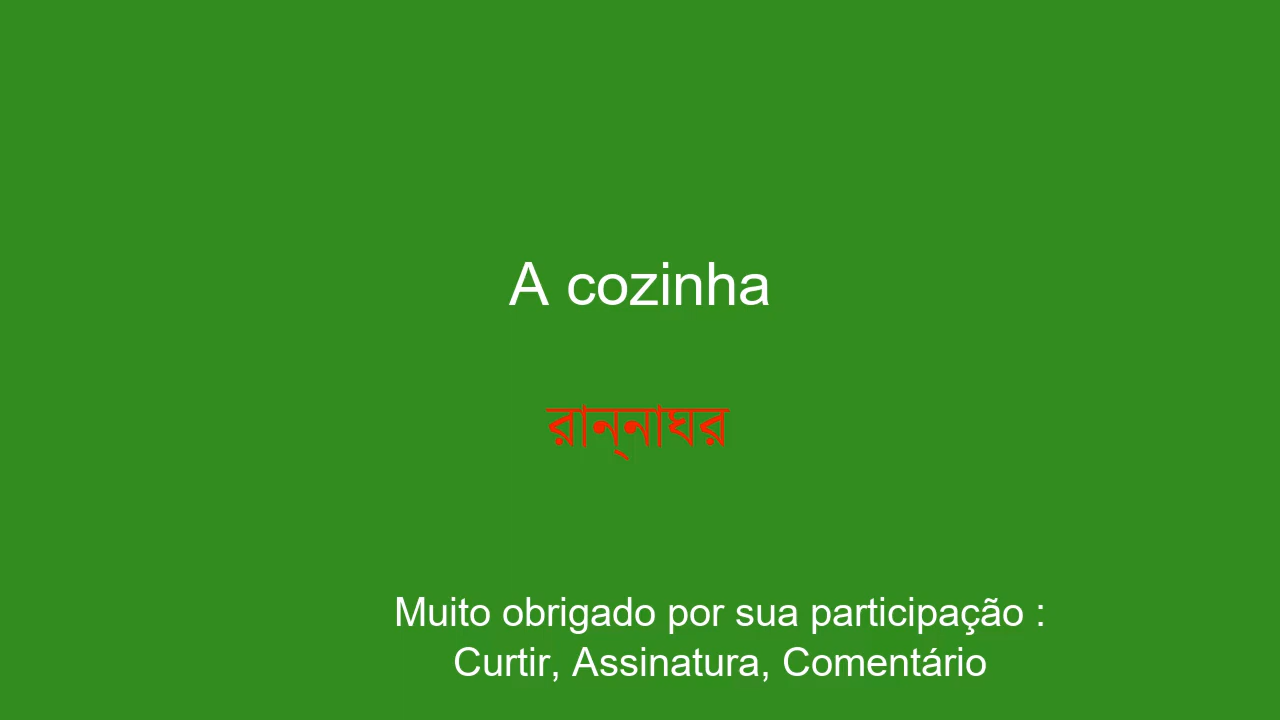 A cozinha
রান্নাঘর
Muito obrigado por sua participação :
Curtir, Assinatura, Comentário